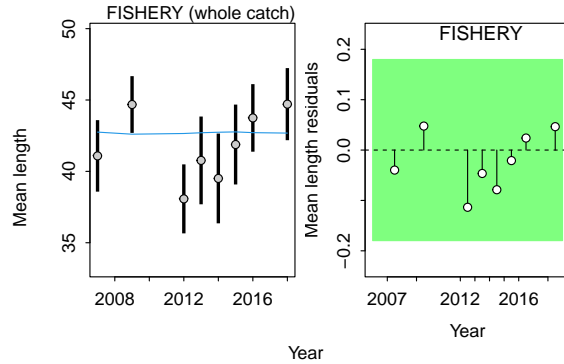 FISHERY (whole catch)
Mean length
50
45
40
35
2008
2012
2016
Year
FISHERY
Mean length residuals
0.2
0.1
0.0
−0.2
2007
2012
2016
Year